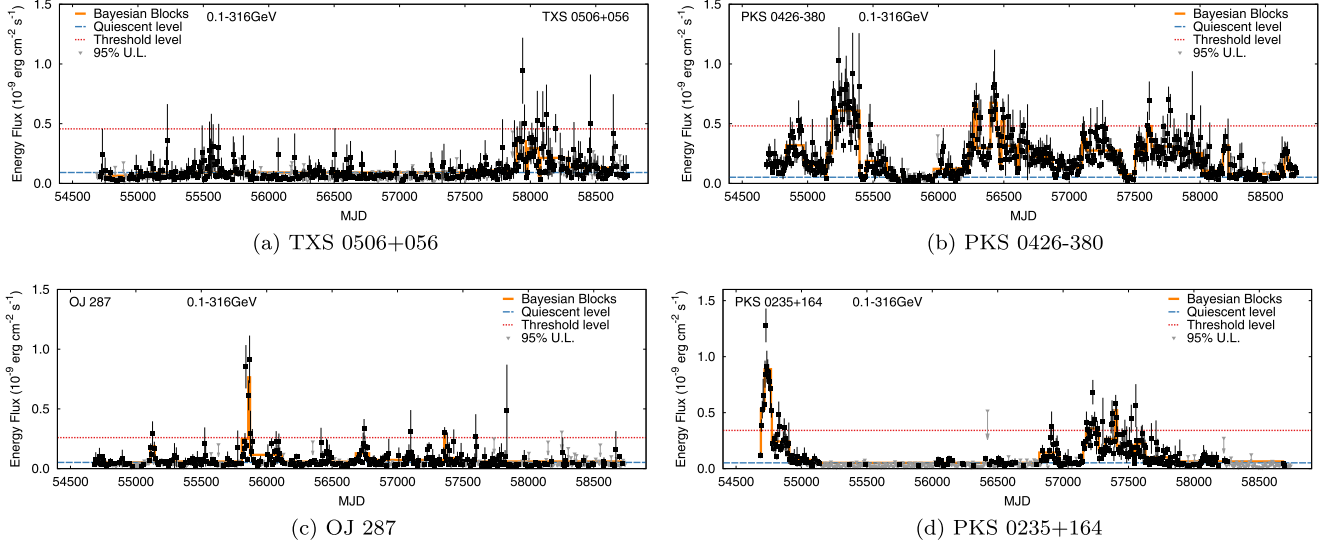 TXS 0506+056
0.1-316GeV
Bayesian Blocks
Quiescent level
Threshold level
95% U.L.
Energy Flux (10⁻⁹ erg cm⁻² s⁻¹)
1.5
1.0
0.5
0.0
54500 55000 55500 56000 56500 57000 57500 58000 58500
MJD
(a) TXS 0506+056
PKS 0426-380
0.1-316GeV
Bayesian Blocks
Quiescent level
Threshold level
95% U.L.
Energy Flux (10⁻⁹ erg cm⁻² s⁻¹)
1.5
1.0
0.5
0.0
54500 55000 55500 56000 56500 57000 57500 58000 58500
MJD
(b) PKS 0426-380
OJ 287
0.1-316GeV
Bayesian Blocks
Quiescent level
Threshold level
95% U.L.
Energy Flux (10⁻⁹ erg cm⁻² s⁻¹)
1.5
1.0
0.5
0.0
54500 55000 55500 56000 56500 57000 57500 58000 58500
MJD
(c) OJ 287
PKS 0235+164
0.1-316GeV
Bayesian Blocks
Quiescent level
Threshold level
95% U.L.
Energy Flux (10⁻⁹ erg cm⁻² s⁻¹)
1.5
1.0
0.5
0.0
54500 55000 55500 56000 56500 57000 57500 58000 58500
MJD
(d) PKS 0235+164